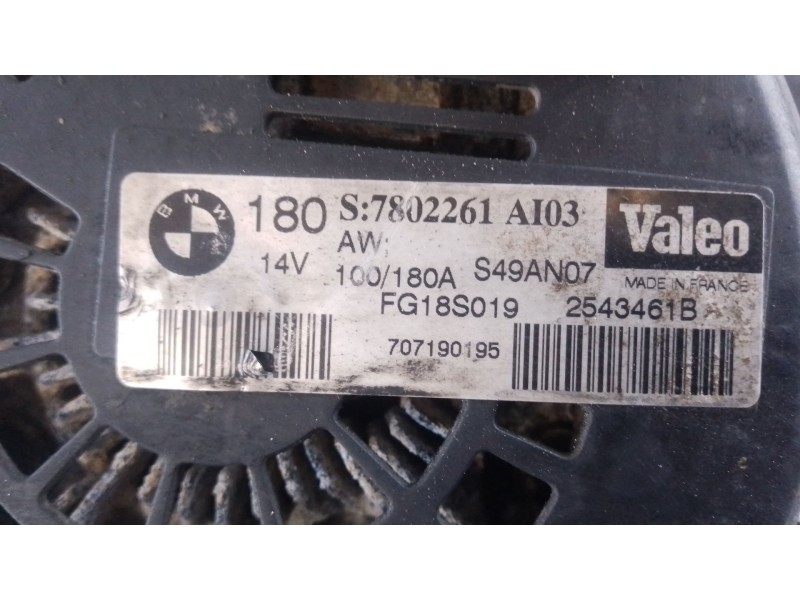 BMW
180 S:7802261 AI03 Valeo
AW;
14V 100/180A S49AN07 MADE IN FRANCE
FG18S019 2543461B
707190195